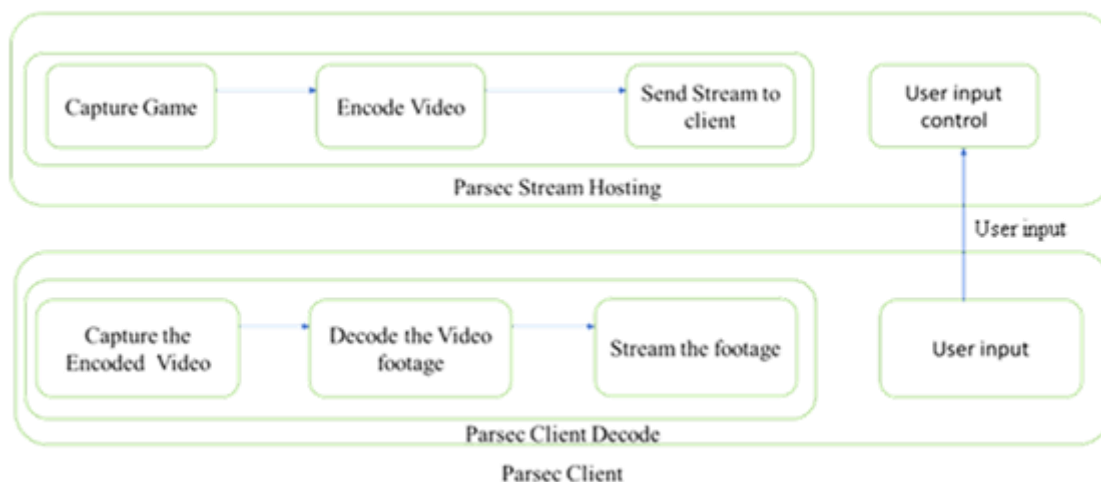 Capture Game
Encode Video
Send Stream to
client
User input
control
Parsec Stream Hosting
User input
Capture the
Encoded Video
Decode the Video
footage
Stream the footage
User input
Parsec Client Decode
Parsec Client